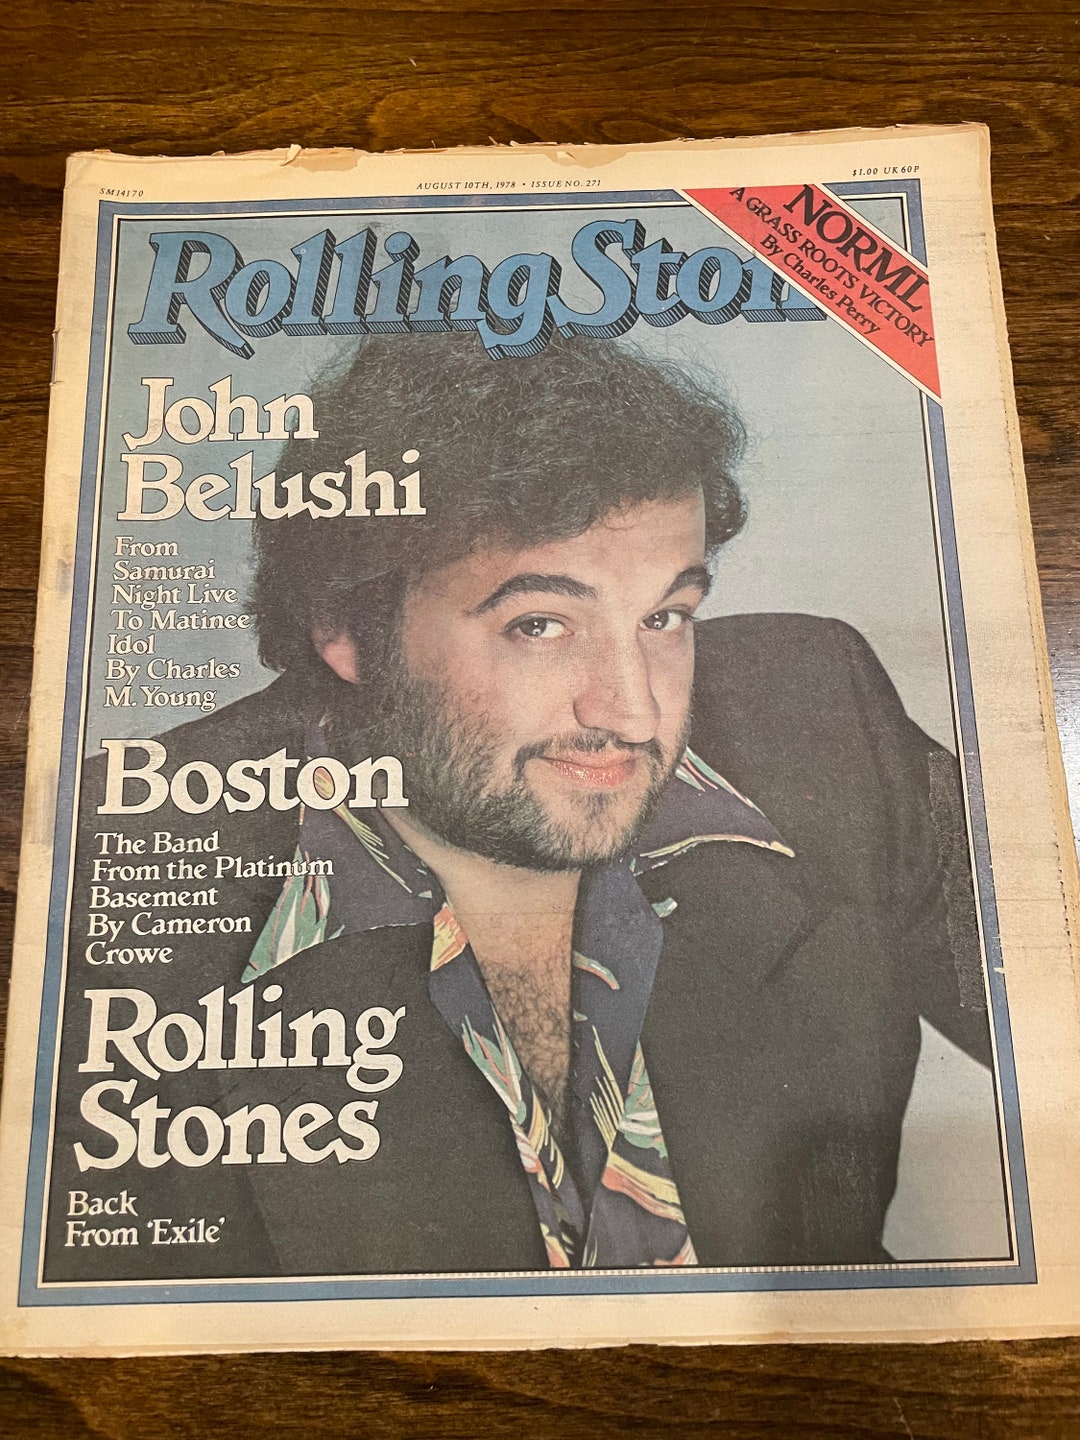 SM14170
AUGUST 10TH, 1978 • ISSUE NO. 271
$1.00 UK 60P
Rolling Ston
NORML
A GRASS ROOTS VICTORY
By Charles Perry
John
Belushi
From
Samurai
Night Live
To Matinee
Idol
By Charles
M. Young
Boston
The Band
From the Platinum
Basement
By Cameron
Crowe
Rolling
Stones
Back
From ‘Exile’